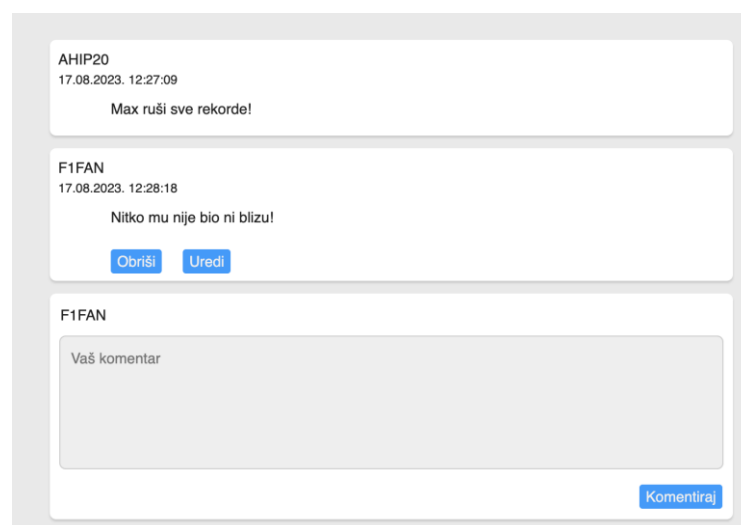 AHIP20
17.08.2023. 12:27:09
Max ruši sve rekorde!
F1FAN
17.08.2023. 12:28:18
Nitko mu nije bio ni blizu!
Obriši Uredi
F1FAN
Vaš komentar
Komentiraj